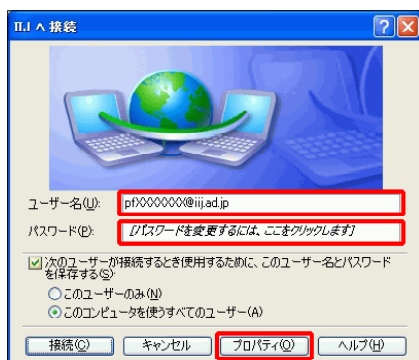 IIJ へ接続
ユーザー名(U):
pfXXXXXXX@iij.ad.jp
パスワード(P):
[パスワードを変更するには、ここをクリックします]
次のユーザーが接続するとき使用するために、このユーザー名とパスワード
を保存する(S):
このユーザーのみ(N)
このコンピュータを使うすべてのユーザー(A)
接続(C)
キャンセル
プロパティ(O)
ヘルプ(H)